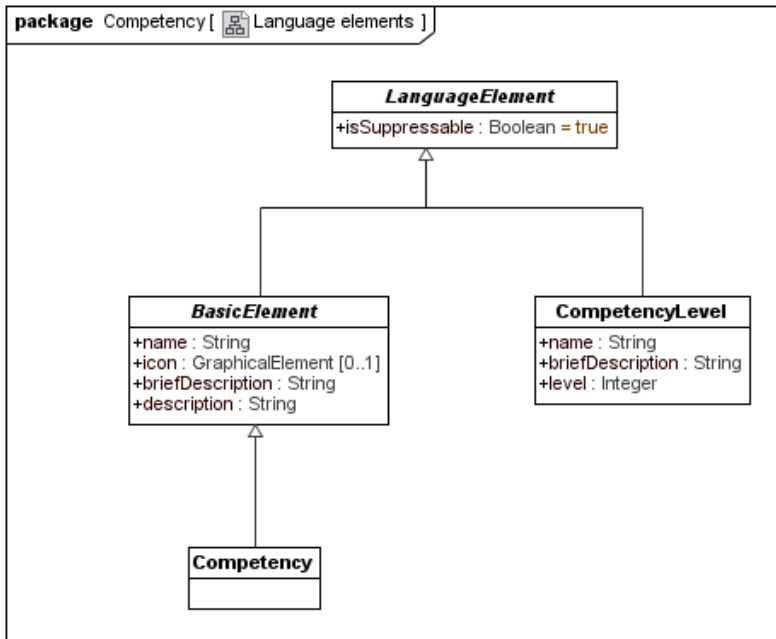 package Competency [ Language elements ]
LanguageElement
+isSuppressable : Boolean = true
BasicElement
+name : String
+icon : GraphicalElement [0..1]
+briefDescription : String
+description : String
CompetencyLevel
+name : String
+briefDescription : String
+level : Integer
Competency